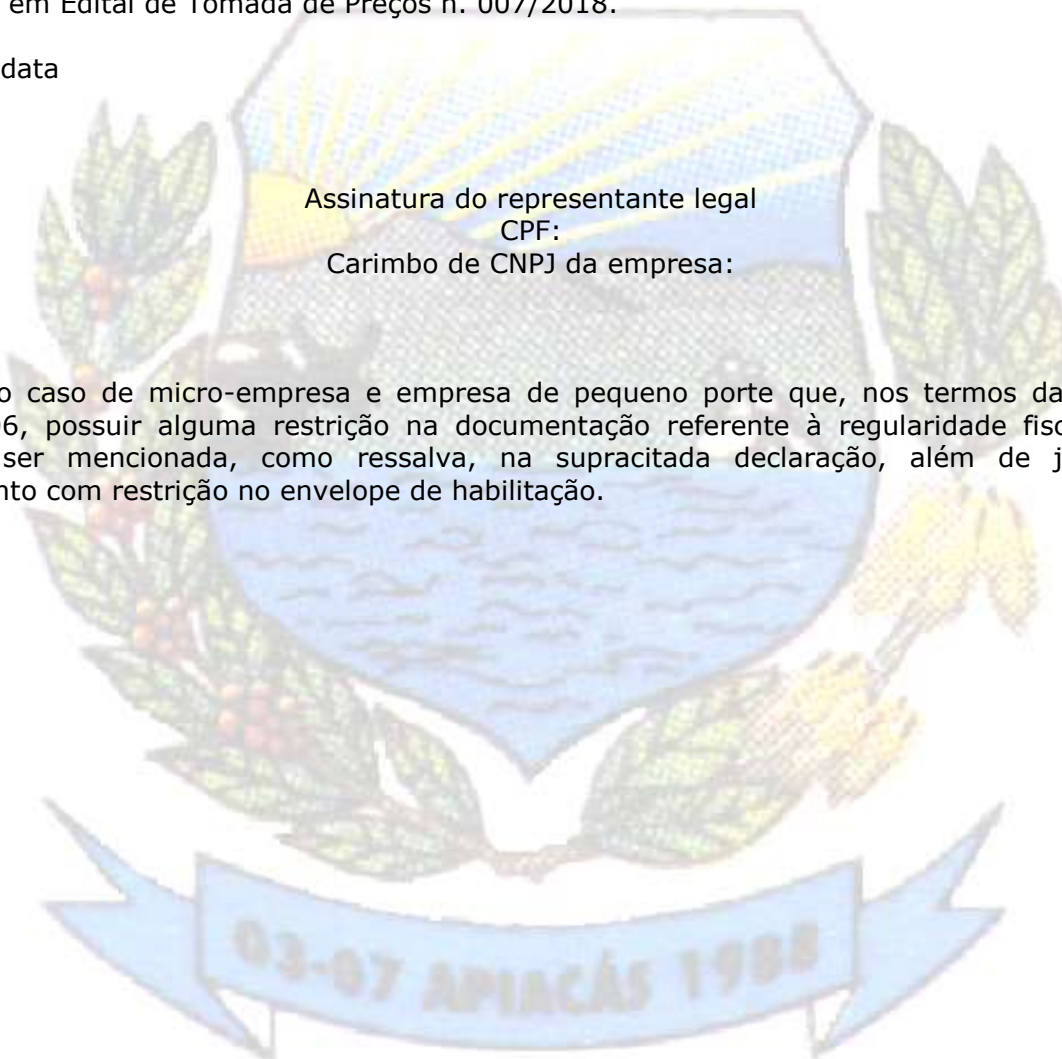 em Edital de Tomada de Preços n. 007/2018.
data
Assinatura do representante legal
CPF:
Carimbo de CNPJ da empresa:
o caso de micro-empresa e empresa de pequeno porte que, nos termos da
6, possuir alguma restrição na documentação referente à regularidade fisc
ser mencionada, como ressalva, na supracitada declaração, além de j
nto com restrição no envelope de habilitação.
03-07 APIACÁS 1988